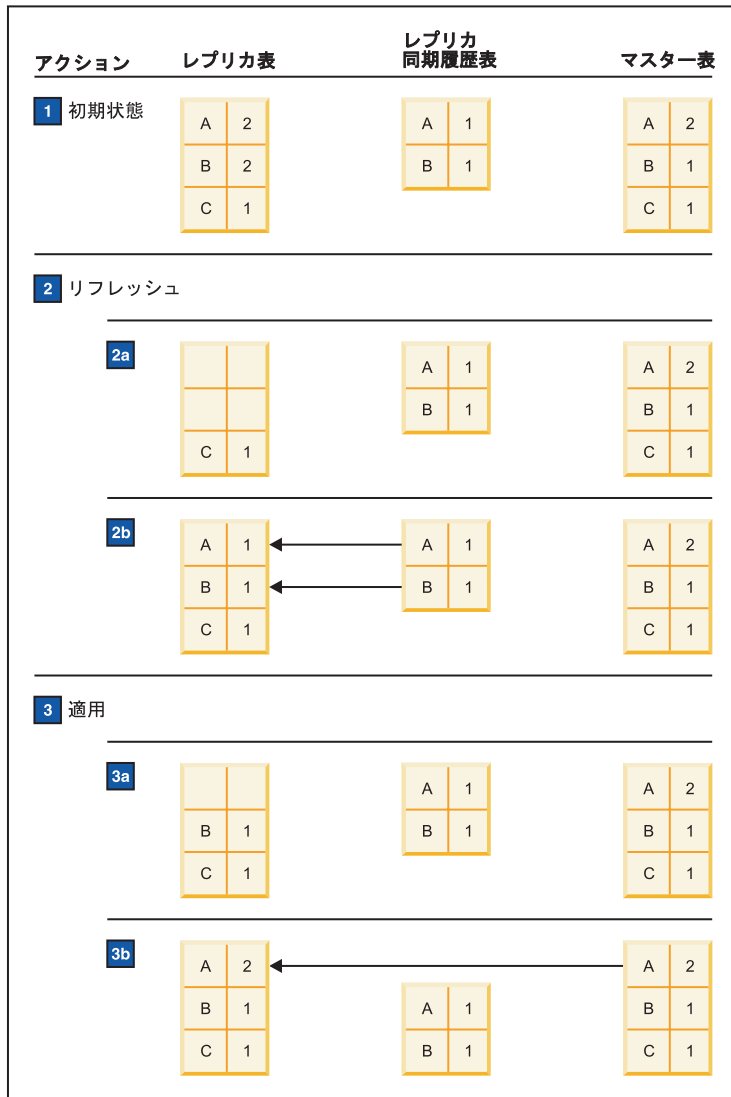 アクション レプリカ表 レプリカ 同期履歴表 マスター表
1 初期状態
A 2 A 1 A 2
B 2 B 1 B 1
C 1 C 1
2 リフレッシュ
2a
A 1 A 2
B 1 B 1
C 1 C 1
2b
A 1 A 1 A 2
B 1 B 1 B 1
C 1 C 1
3 適用
3a
A 1 A 2
B 1 B 1 B 1
C 1 C 1
3b
A 2 A 2
B 1 A 1 B 1
C 1 B 1 C 1